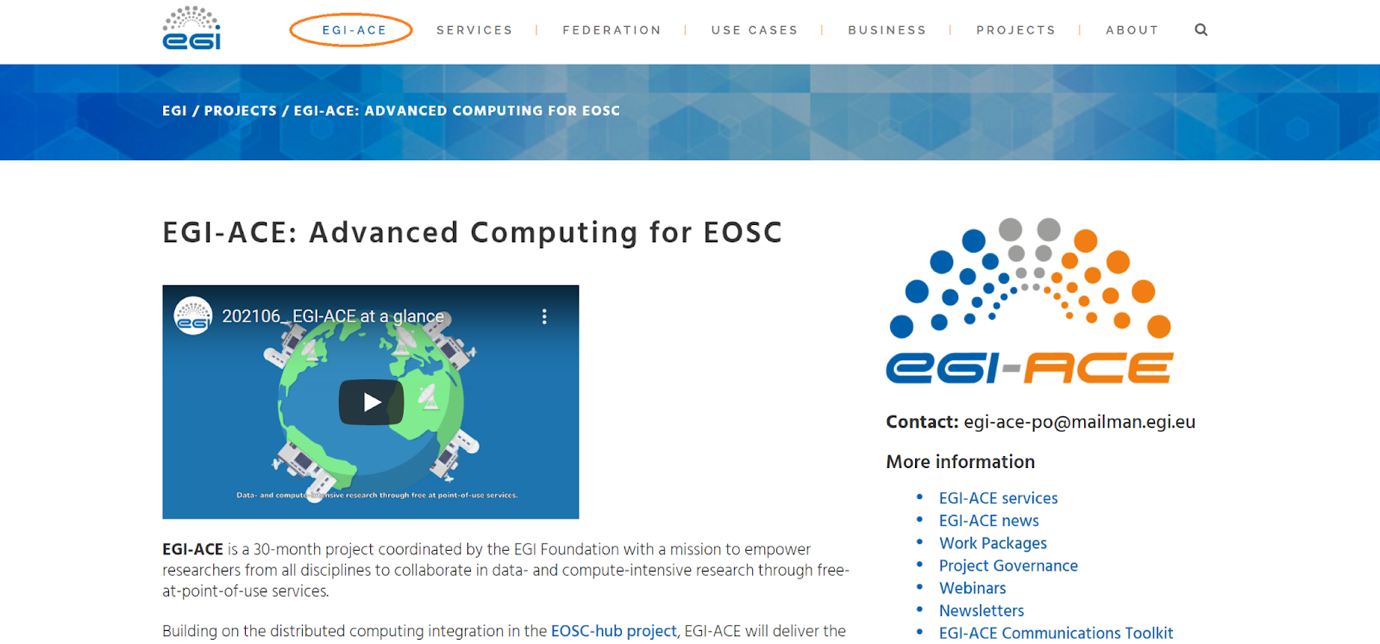 egi
EGI-ACE SERVICES FEDERATION USE CASES BUSINESS PROJECTS ABOUT
EGI / PROJECTS / EGI-ACE: ADVANCED COMPUTING FOR EOSC
EGI-ACE: Advanced Computing for EOSC
egi
202106_ EGI-ACE at a glance
Data- and compute-intensive research through free at point-of-use services.
EGI-ACE is a 30-month project coordinated by the EGI Foundation with a mission to empower
researchers from all disciplines to collaborate in data- and compute-intensive research through free-
at-point-of-use services.
Building on the distributed computing integration in the EOSC-hub project, EGI-ACE will deliver the
eGI-ACE
Contact: egi-ace-po@mailman.egi.eu
More information
• EGI-ACE services
• EGI-ACE news
• Work Packages
• Project Governance
• Webinars
• Newsletters
• EGI-ACE Communications Toolkit